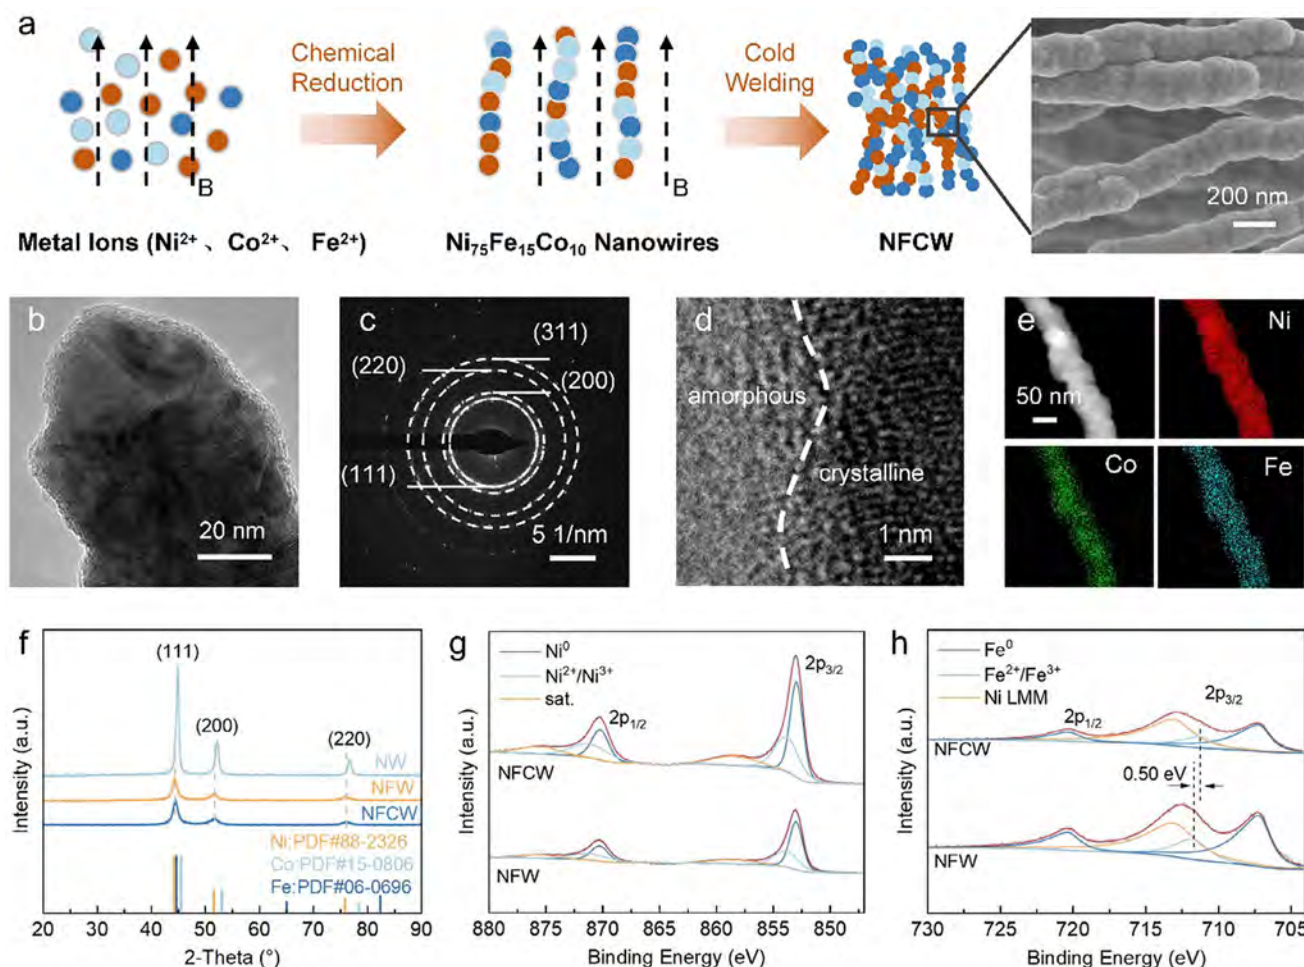 a
Chemical
Reduction
Cold
Welding
B
B
200 nm
Metal Ions (Ni²⁺、Co²⁺、Fe²⁺)
Ni₇₅Fe₁₅Co₁₀ Nanowires
NFCW
b
20 nm
c
(311)
(220)
(200)
(111)
5 1/nm
d
amorphous
crystalline
1 nm
e
Ni
50 nm
Co
Fe
f
(111)
(200)
(220)
NW
NFW
NFCW
Ni:PDF#88-2326
Co:PDF#15-0806
Fe:PDF#06-0696
Intensity (a.u.)
20 30 40 50 60 70 80 90
2-Theta (°)
g
Ni⁰
Ni²⁺/Ni³⁺
sat.
2p₃/₂
2p₁/₂
NFCW
NFW
Intensity (a.u.)
880 875 870 865 860 855 850
Binding Energy (eV)
h
Fe⁰
Fe²⁺/Fe³⁺
Ni LMM
2p₃/₂
2p₁/₂
NFCW
0.50 eV
NFW
Intensity (a.u.)
730 725 720 715 710 705
Binding Energy (eV)